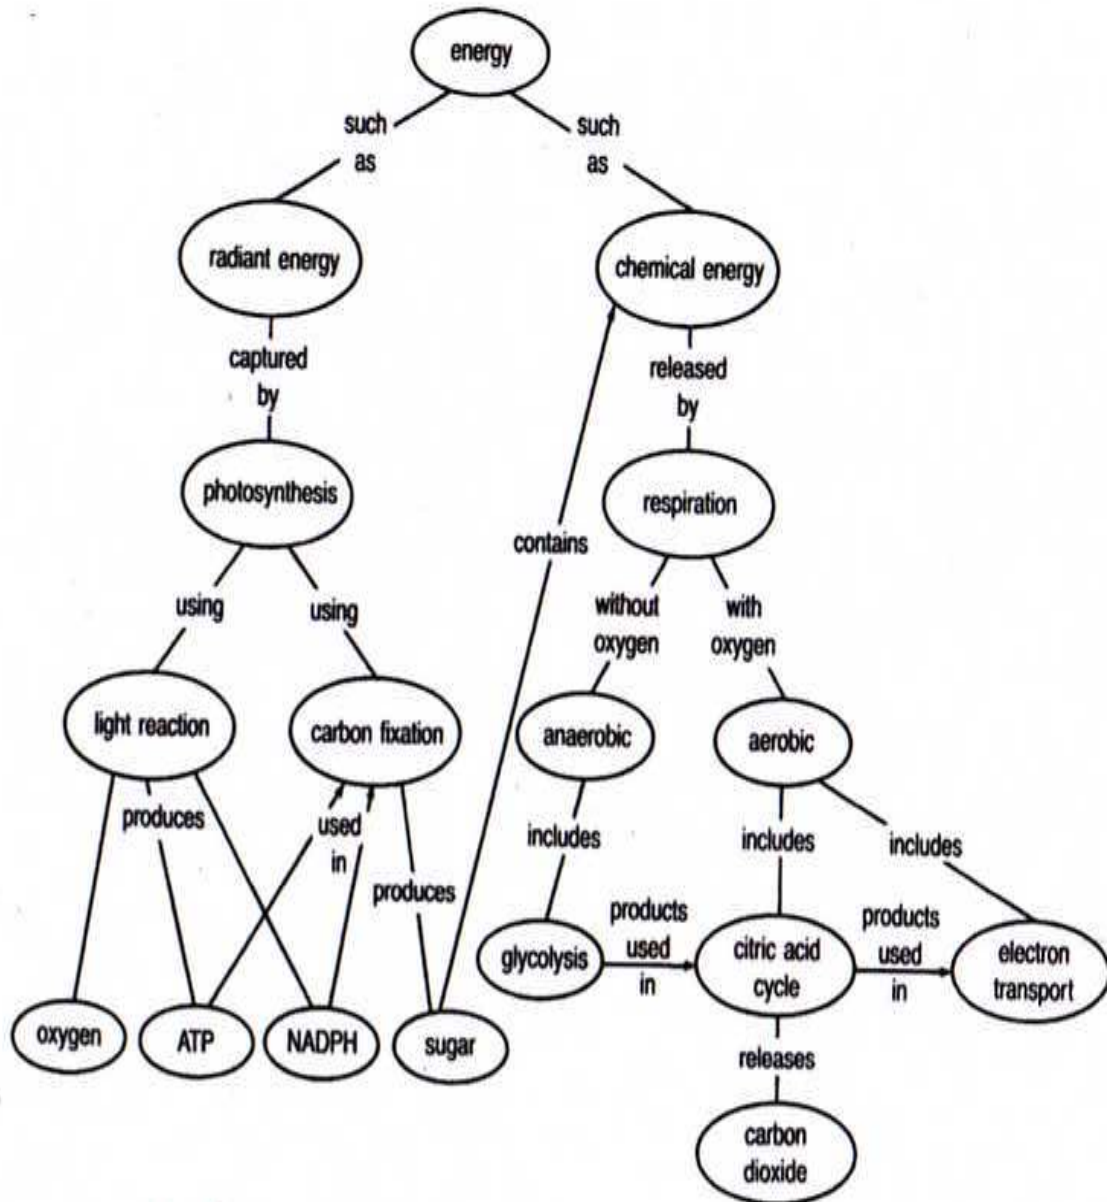 energy
such
as
such
as
radiant energy
chemical energy
captured
by
released
by
photosynthesis
respiration
contains
using
using
without
oxygen
with
oxygen
light reaction
carbon fixation
anaerobic
aerobic
produces
used
in
produces
includes
includes
includes
glycolysis
products
used
in
citric acid
cycle
products
used
in
electron
transport
oxygen
ATP
NADPH
sugar
releases
carbon
dioxide